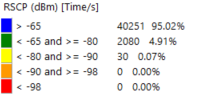 RSCP (dBm) [Time/s]
> -65 40251 95.02%
< -65 and >= -80 2080 4.91%
< -80 and >= -90 30 0.07%
< -90 and >= -98 0 0.00%
< -98 0 0.00%